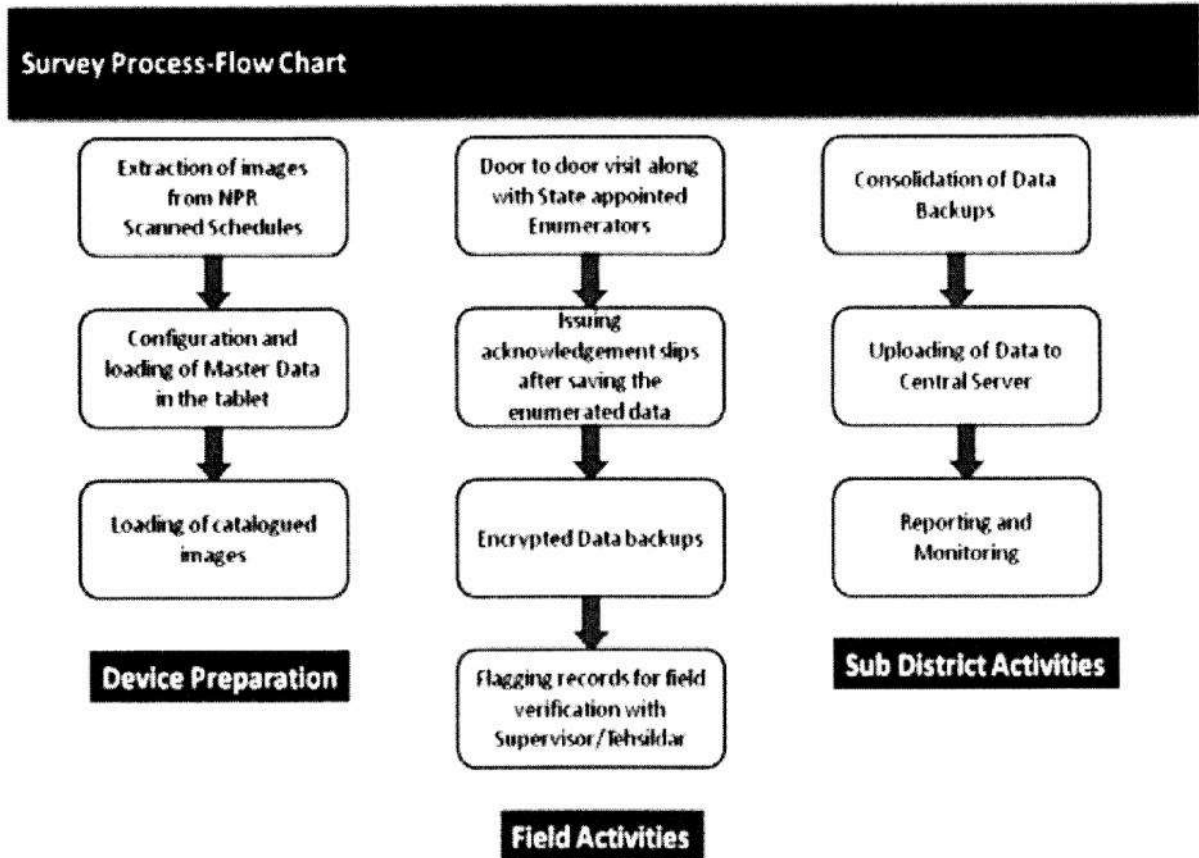 Survey Process-Flow Chart
Extraction of images
from NPR
Scanned Schedules
Configuration and
loading of Master Data
in the tablet
Loading of catalogued
images
Device Preparation
Door to door visit along
with State appointed
Enumerators
Issuing
acknowledgement slips
after saving the
enumerated data
Encrypted Data backups
Flagging records for field
verification with
Supervisor/Tehsildar
Field Activities
Consolidation of Data
Backups
Uploading of Data to
Central Server
Reporting and
Monitoring
Sub District Activities